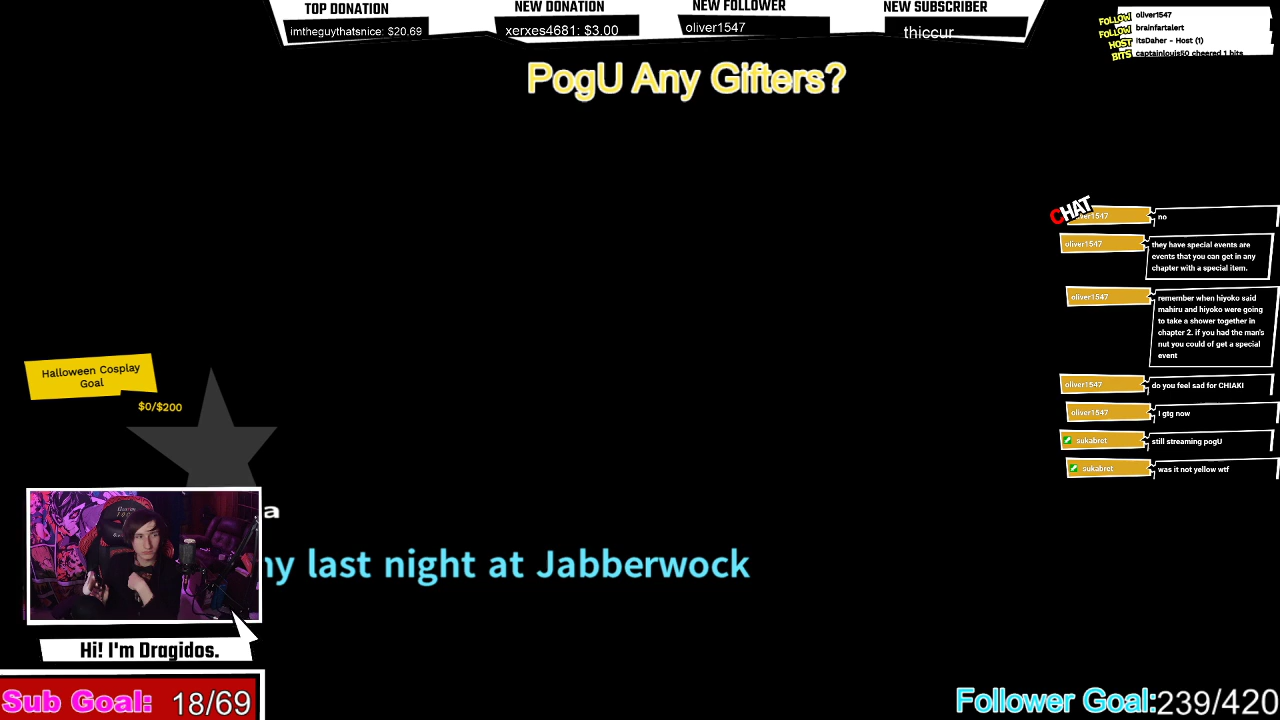 TOP DONATION
imtheguythatsnice: $20.69
NEW DONATION
xerxes4681: $3.00
NEW FOLLOWER
oliver1547
NEW SUBSCRIBER
thiccur
FOLLOW oliver1547
FOLLOW brainfartalert
HOST ItsDaher - Host (1)
BITS captainlouis50 cheered 1 bits
PogU Any Gifters?
CHAT
no
oliver1547
they have special events are
events that you can get in any
chapter with a special item.
oliver1547
remember when hiyoko said
mahiru and hiyoko were going
to take a shower together in
chapter 2. if you had the man's
nut you could of get a special
event
oliver1547
do you feel sad for CHIAKI
oliver1547
I gtg now
sukabret
still streaming pogU
sukabret
was it not yellow wtf
Halloween Cosplay
Goal
$0/$200
a
ny last night at Jabberwock
Hi! I'm Dragidos.
Sub Goal: 18/69
Follower Goal:239/420